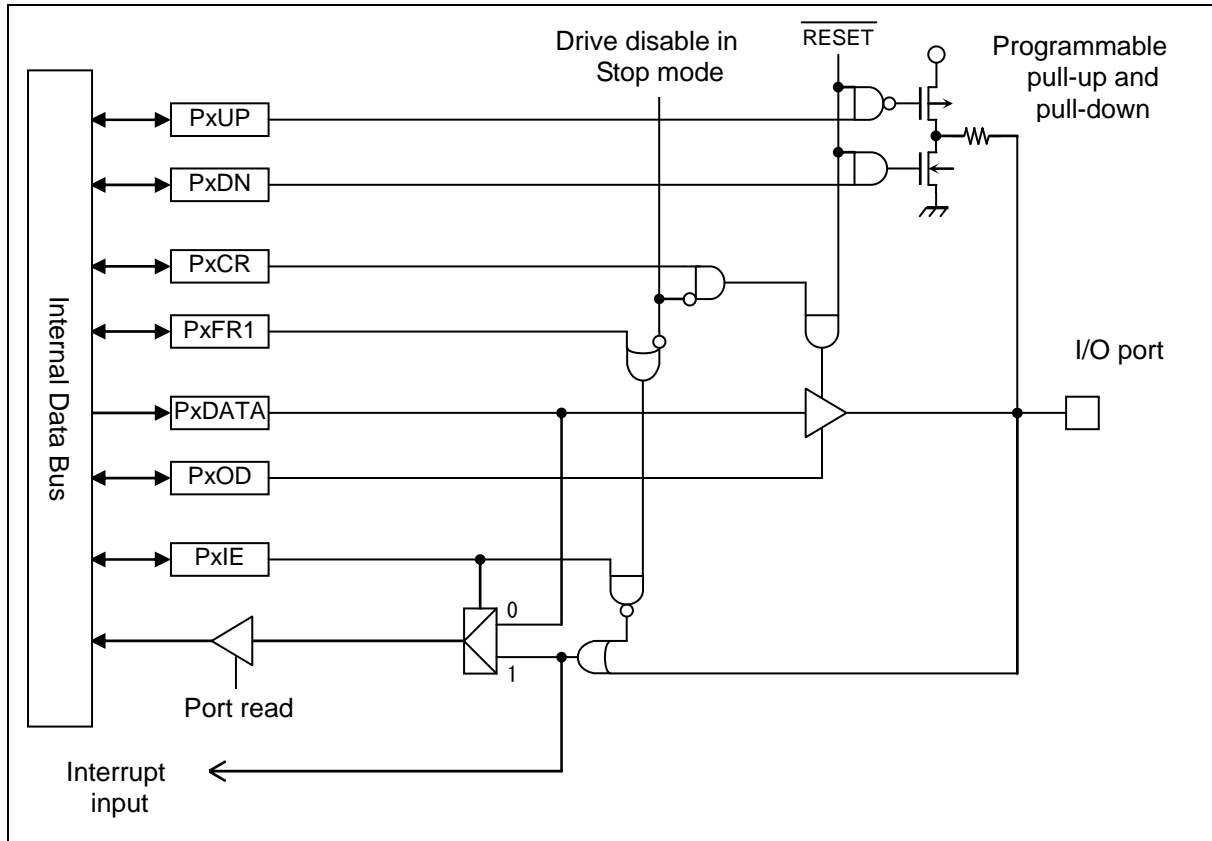 Drive disable in
Stop mode
RESET
Programmable
pull-up and
pull-down
PxUP
PxDN
PxCR
PxFR1
PxDATA
PxOD
PxIE
Internal Data Bus
I/O port
0
1
Port read
Interrupt
input